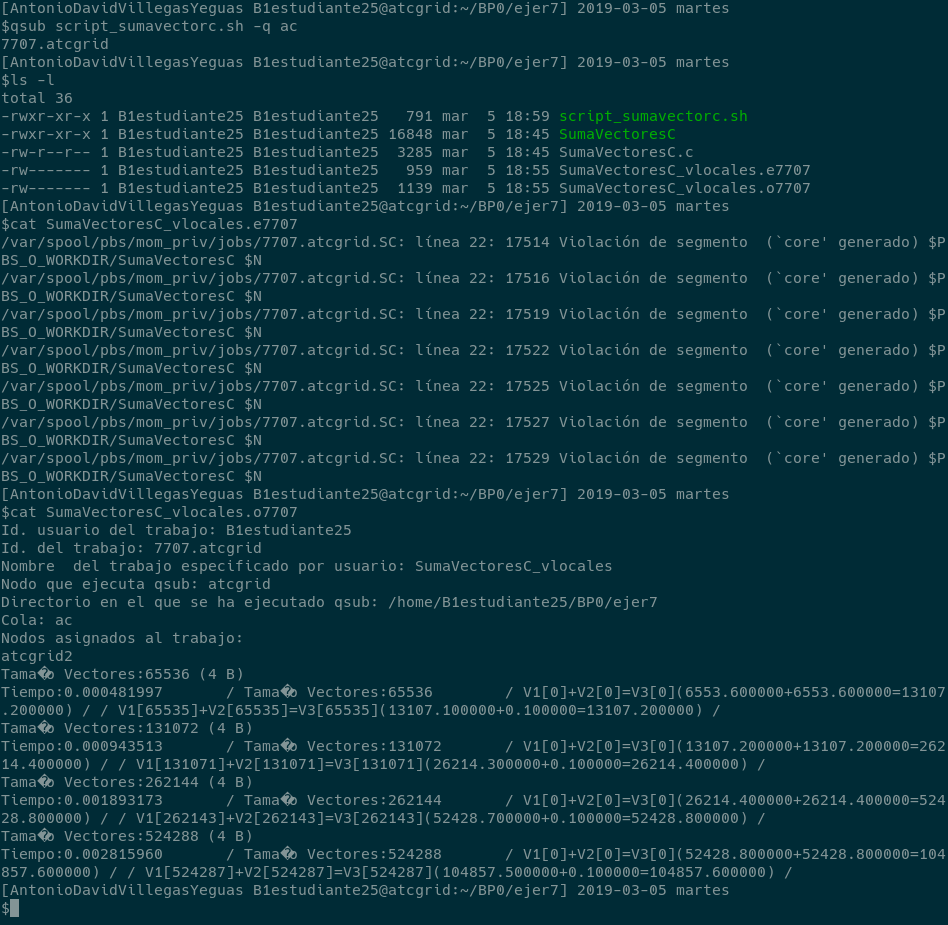 [AntonioDavidVillegasYeguas B1estudiante25@atcgrid:~/BP0/ejer7] 2019-03-05 martes
$qsub script_sumavectorc.sh -q ac
7707.atcgrid
[AntonioDavidVillegasYeguas B1estudiante25@atcgrid:~/BP0/ejer7] 2019-03-05 martes
$ls -l
total 36
-rwxr-xr-x 1 B1estudiante25 B1estudiante25   791 mar  5 18:59 script_sumavectorc.sh
-rwxr-xr-x 1 B1estudiante25 B1estudiante25 16848 mar  5 18:45 SumaVectoresC
-rw-r--r-- 1 B1estudiante25 B1estudiante25  3285 mar  5 18:45 SumaVectoresC.c
-rw------- 1 B1estudiante25 B1estudiante25   959 mar  5 18:55 SumaVectoresC_vlocales.e7707
-rw------- 1 B1estudiante25 B1estudiante25  1139 mar  5 18:55 SumaVectoresC_vlocales.o7707
[AntonioDavidVillegasYeguas B1estudiante25@atcgrid:~/BP0/ejer7] 2019-03-05 martes
$cat SumaVectoresC_vlocales.e7707
/var/spool/pbs/mom_priv/jobs/7707.atcgrid.SC: línea 22: 17514 Violación de segmento  (`core' generado) $P
BS_O_WORKDIR/SumaVectoresC $N
/var/spool/pbs/mom_priv/jobs/7707.atcgrid.SC: línea 22: 17516 Violación de segmento  (`core' generado) $P
BS_O_WORKDIR/SumaVectoresC $N
/var/spool/pbs/mom_priv/jobs/7707.atcgrid.SC: línea 22: 17519 Violación de segmento  (`core' generado) $P
BS_O_WORKDIR/SumaVectoresC $N
/var/spool/pbs/mom_priv/jobs/7707.atcgrid.SC: línea 22: 17522 Violación de segmento  (`core' generado) $P
BS_O_WORKDIR/SumaVectoresC $N
/var/spool/pbs/mom_priv/jobs/7707.atcgrid.SC: línea 22: 17525 Violación de segmento  (`core' generado) $P
BS_O_WORKDIR/SumaVectoresC $N
/var/spool/pbs/mom_priv/jobs/7707.atcgrid.SC: línea 22: 17527 Violación de segmento  (`core' generado) $P
BS_O_WORKDIR/SumaVectoresC $N
/var/spool/pbs/mom_priv/jobs/7707.atcgrid.SC: línea 22: 17529 Violación de segmento  (`core' generado) $P
BS_O_WORKDIR/SumaVectoresC $N
[AntonioDavidVillegasYeguas B1estudiante25@atcgrid:~/BP0/ejer7] 2019-03-05 martes
$cat SumaVectoresC_vlocales.o7707
Id. usuario del trabajo: B1estudiante25
Id. del trabajo: 7707.atcgrid
Nombre  del trabajo especificado por usuario: SumaVectoresC_vlocales
Nodo que ejecuta qsub: atcgrid
Directorio en el que se ha ejecutado qsub: /home/B1estudiante25/BP0/ejer7
Cola: ac
Nodos asignados al trabajo:
atcgrid2
Tama�o Vectores:65536 (4 B)
Tiempo:0.000481997       / Tama�o Vectores:65536        / V1[0]+V2[0]=V3[0](6553.600000+6553.600000=13107
.200000) / / V1[65535]+V2[65535]=V3[65535](13107.100000+0.100000=13107.200000) /
Tama�o Vectores:131072 (4 B)
Tiempo:0.000943513       / Tama�o Vectores:131072       / V1[0]+V2[0]=V3[0](13107.200000+13107.200000=262
14.400000) / / V1[131071]+V2[131071]=V3[131071](26214.300000+0.100000=26214.400000) /
Tama�o Vectores:262144 (4 B)
Tiempo:0.001893173       / Tama�o Vectores:262144       / V1[0]+V2[0]=V3[0](26214.400000+26214.400000=524
28.800000) / / V1[262143]+V2[262143]=V3[262143](52428.700000+0.100000=52428.800000) /
Tama�o Vectores:524288 (4 B)
Tiempo:0.002815960       / Tama�o Vectores:524288       / V1[0]+V2[0]=V3[0](52428.800000+52428.800000=104
857.600000) / / V1[524287]+V2[524287]=V3[524287](104857.500000+0.100000=104857.600000) /
[AntonioDavidVillegasYeguas B1estudiante25@atcgrid:~/BP0/ejer7] 2019-03-05 martes
$